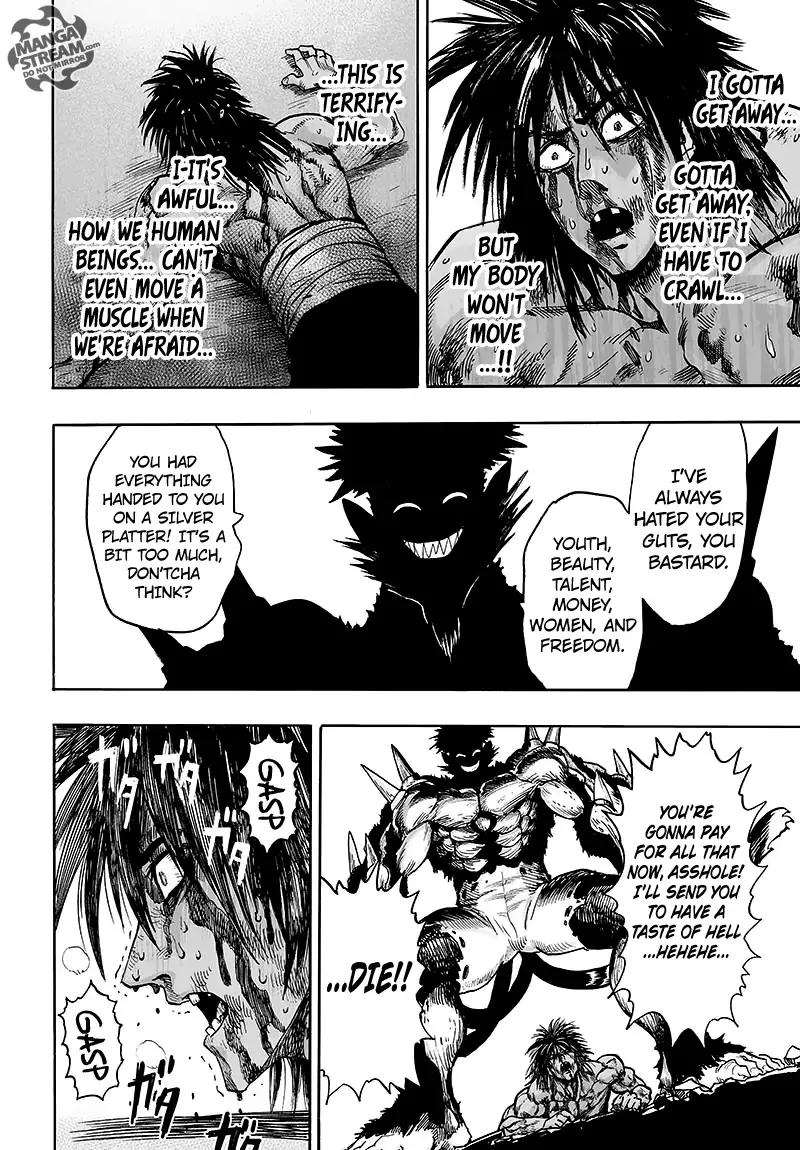 MANGA
STREAM.COM
DO NOT MIRROR
I GOTTA
GET AWAY...
GOTTA
GET AWAY,
EVEN IF I
HAVE TO
CRAWL...
BUT
MY BODY
WON'T
MOVE
...!!
...THIS IS
TERRIFY-
ING...
I-IT'S
AWFUL...
HOW WE HUMAN
BEINGS... CAN'T
EVEN MOVE A
MUSCLE WHEN
WE'RE AFRAID...
I'VE
ALWAYS
HATED YOUR
GUTS, YOU
BASTARD.
YOUTH,
BEAUTY,
TALENT,
MONEY,
WOMEN, AND
FREEDOM.
YOU HAD
EVERYTHING
HANDED TO YOU
ON A SILVER
PLATTER! IT'S A
BIT TOO MUCH,
DON'TCHA
THINK?
YOU'RE
GONNA PAY
FOR ALL THAT
NOW, ASSHOLE!
I'LL SEND YOU
TO HAVE A
TASTE OF HELL
...HEHEHE...
...DIE!!
GASP
ガタ
ガタ
GASP
ガガ